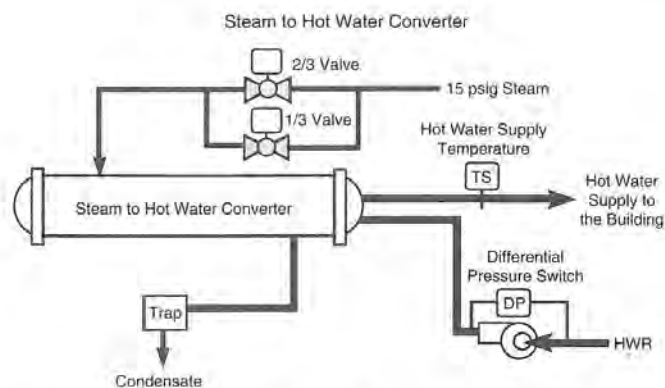 Steam to Hot Water Converter
2/3 Valve
15 psig Steam
1/3 Valve
Hot Water Supply
Temperature
TS
Hot Water
Supply to
the Building
Steam to Hot Water Converter
Differential
Pressure Switch
DP
Trap
HWR
Condensate